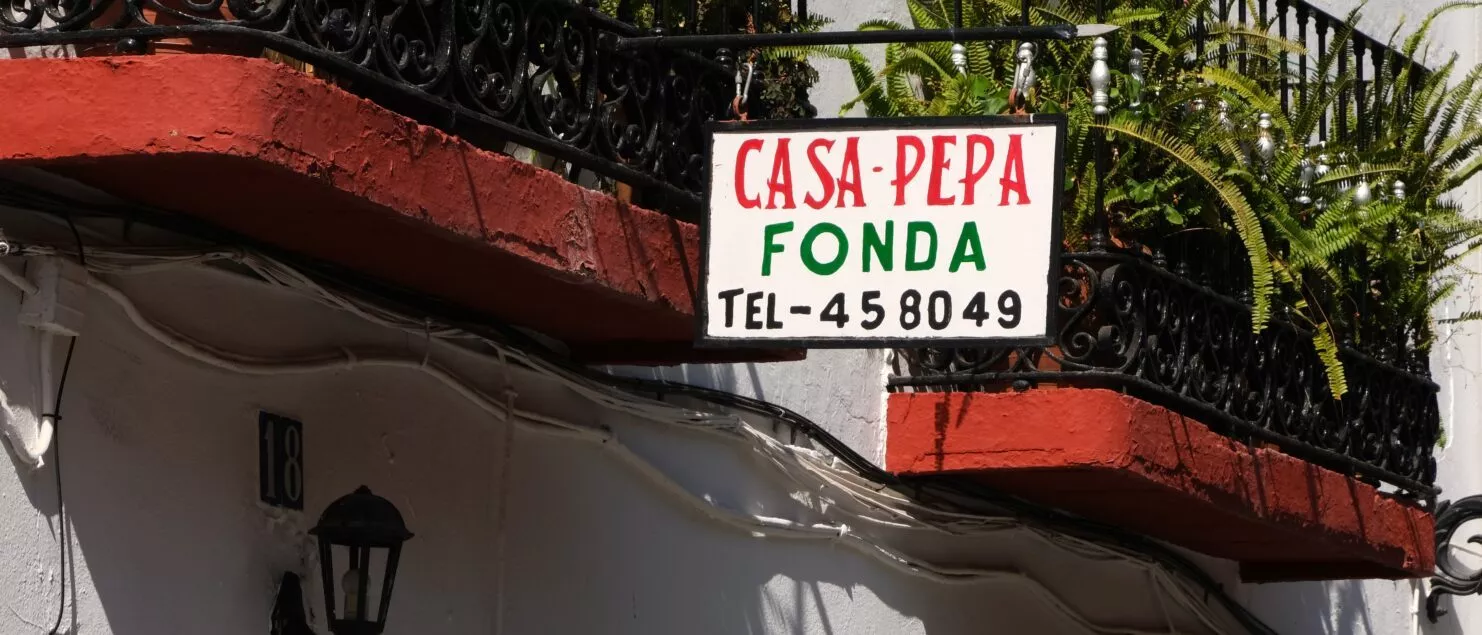 CASA-PEPA
FONDA
TEL-458049
18